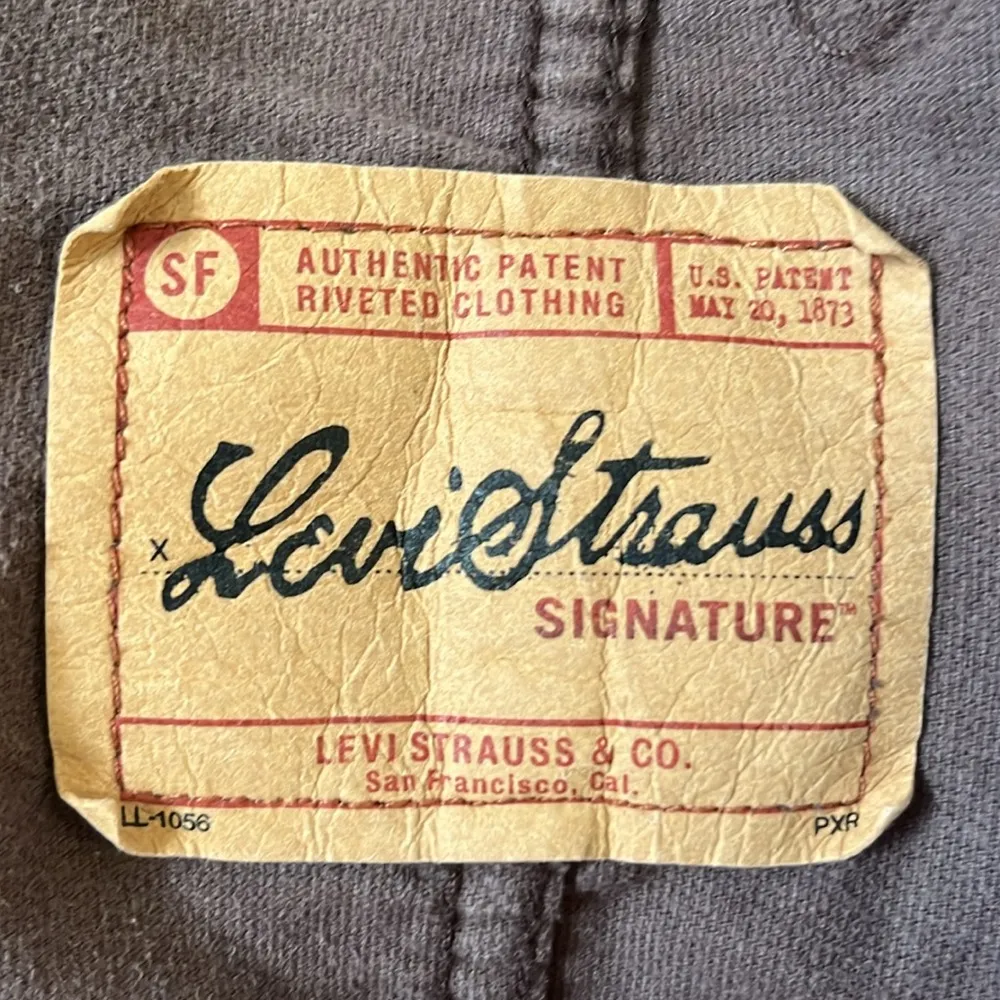 SF
AUTHENTIC PATENT
RIVETED CLOTHING
U.S. PATENT
MAY 20, 1873
x Levi Strauss
SIGNATURE™
LEVI STRAUSS & CO.
San Francisco, Cal.
LL-1056
PXR